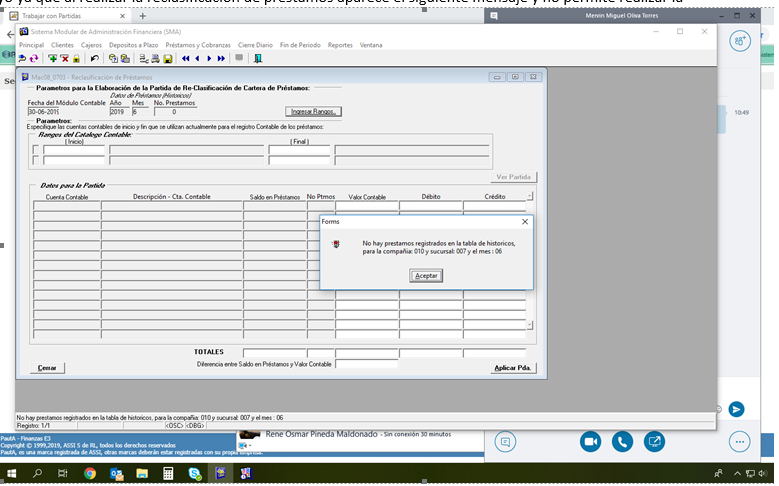 yo ya que al realizar la reclasificación de préstamos aparece el siguiente mensaje y no permite realizar la
Trabajar con Partidas
Mervin Miguel Oliva Torres
Sistema Modular de Administración Financiera (SMA)
Principal Clientes Cajeros Depositos a Plazo Préstamos y Cobranzas Cierre Diario Fin de Periodo Reportes Ventana
Mac08_0703 - Reclasificación de Préstamos
Parametros para la Elaboración de la Partida de Re-Clasificación de Cartera de Préstamos:
Datos de Préstamos (Historicos)
Fecha del Módulo Contable Año Mes No. Prestamos
30-06-2019 2019 6 0 Ingresar Rangos..
Parametros:
Especifique las cuentas contables de inicio y fin que se utilizan actualmente para el registro Contable de los préstamos:
Rangos del Catalogo Contable:
(Inicio) (Final)
10:49
Ver Partida
Datos para la Partida
Cuenta Contable Descripción - Cta. Contable Saldo en Préstamos No Ptmos Valor Contable Débito Crédito
Forms
No hay prestamos registrados en la tabla de historicos,
para la compañia: 010 y sucursal: 007 y el mes : 06
Aceptar
TOTALES
Diferencia entre Saldo en Préstamos y Valor Contable
Cerrar Aplicar Pda.
No hay prestamos registrados en la tabla de historicos, para la compañia: 010 y sucursal: 007 y el mes : 06
Registro: 1/1 <OSC> <DBG>
PautA - Finanzas E3
Copyright © 1999,2019, ASSI S de RL, todos los derechos reservados
PautA, es una marca registrada de ASSI, otras marcas deberán estar registradas con su propia empresa.
Rene Osmar Pineda Maldonado - Sin conexión 30 minutos